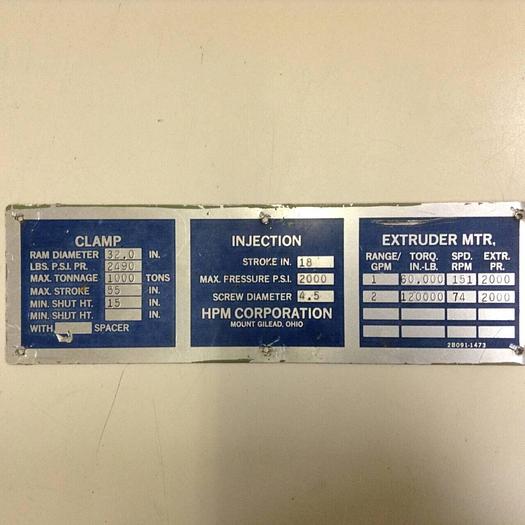 CLAMP
RAM DIAMETER 32.0 IN.
LBS. P.S.I. PR. 2490
MAX. TONNAGE 1000 TONS
MAX. STROKE 55 IN.
MIN. SHUT HT. 15 IN.
MIN. SHUT HT. IN.
WITH SPACER
INJECTION
STROKE IN. 18
MAX. PRESSURE P.S.I. 2000
SCREW DIAMETER 4.5
HPM CORPORATION
MOUNT GILEAD, OHIO
EXTRUDER MTR.
RANGE/ TORQ. SPD. EXTR.
GPM IN.-LB. RPM PR.
1 60,000 151 2000
2 120000 74 2000
2B091-1473